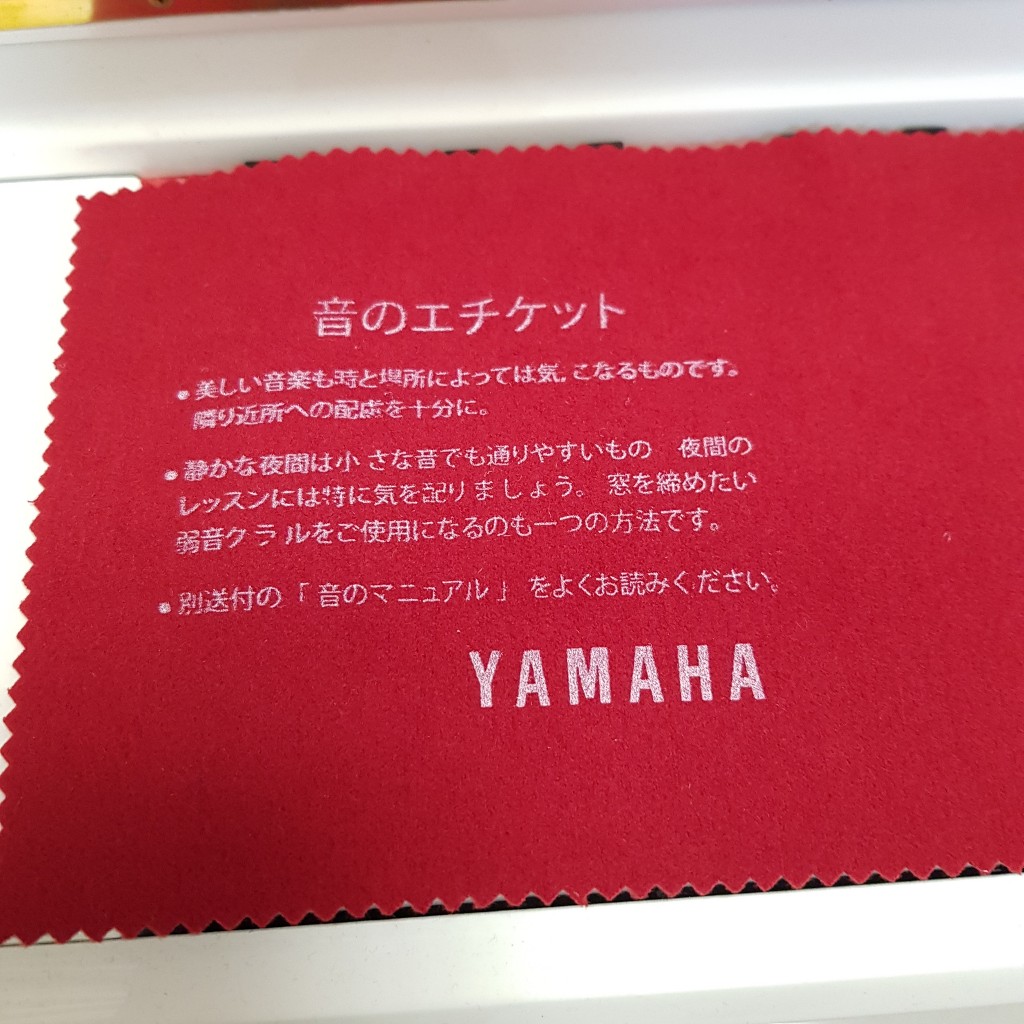 音のエチケット
●美しい音楽も時と場所によっては気になるものです。
隣り近所への配慮を十分に。
●静かな夜間は小さな音でも通りやすいもの 夜間の
レッスンには特に気を配りましょう。 窓を締めたい
弱音クラ ルをご使用になるのも一つの方法です。
●別送付の「音のマニュアル」 をよくお読みください。
YAMAHA